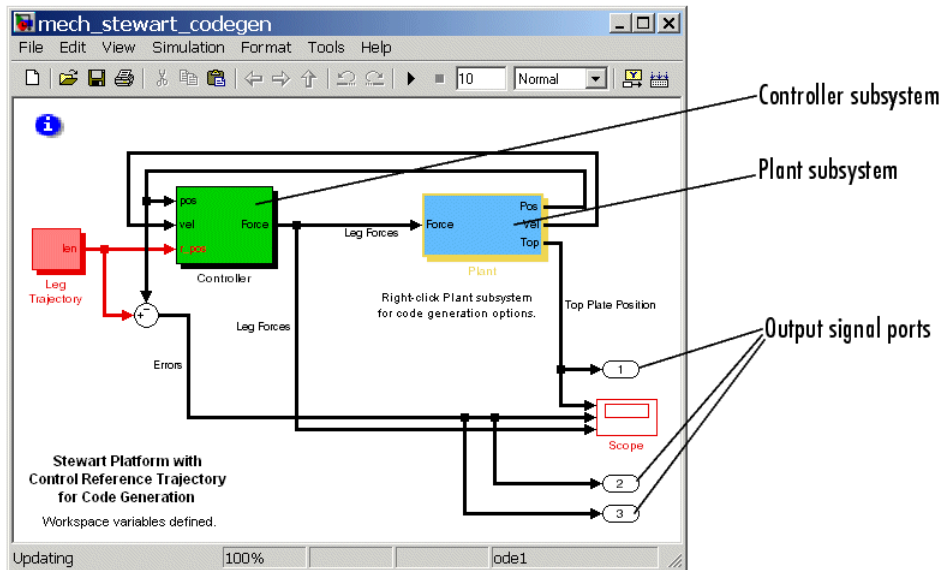 mech_stewart_codegen
File Edit View Simulation Format Tools Help
10 Normal
Controller subsystem
Plant subsystem
pos
vel
r_pos
Force
Controller
len
Leg
Trajectory
Leg Forces
Force
Pos
Vel
Top
Plant
Right-click Plant subsystem
for code generation options.
Top Plate Position
Leg Forces
Errors
Output signal ports
1
Scope
2
3
Stewart Platform with
Control Reference Trajectory
for Code Generation
Workspace variables defined.
Updating 100% ode1